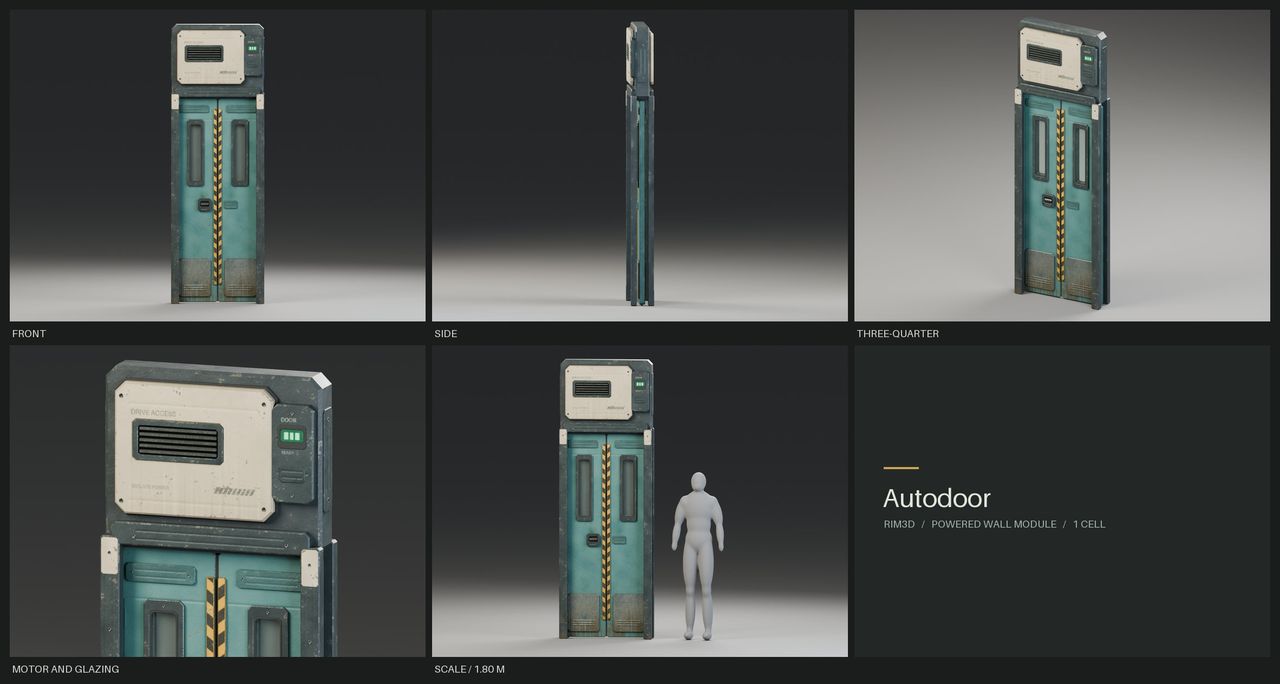 FRONT
SIDE
THREE-QUARTER
DRIVE ACCESS
DOOR
Autodoor
RIM3D / POWERED WALL MODULE / 1 CELL
MOTOR AND GLAZING
SCALE / 1.80 M